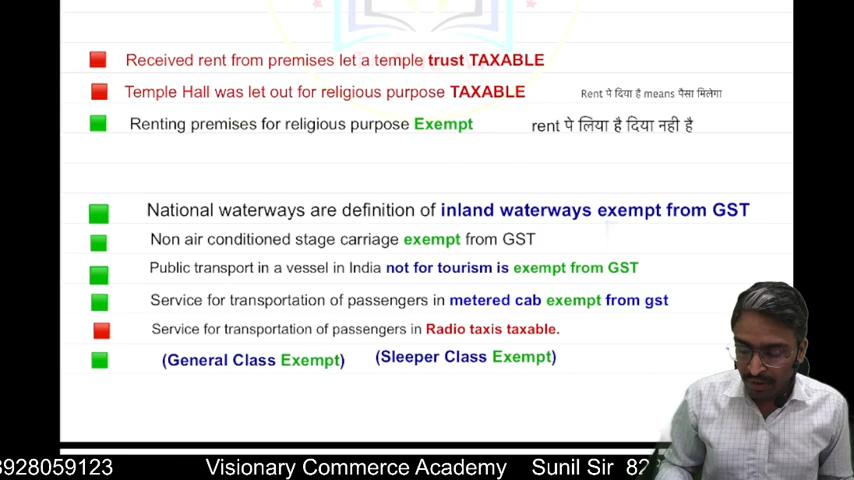 Received rent from premises let a temple trust TAXABLE
Temple Hall was let out for religious purpose TAXABLE Rent पे दिया है means पैसा मिलेगा
Renting premises for religious purpose Exempt rent पे लिया है दिया नही है
National waterways are definition of inland waterways exempt from GST
Non air conditioned stage carriage exempt from GST
Public transport in a vessel in India not for tourism is exempt from GST
Service for transportation of passengers in metered cab exempt from gst
Service for transportation of passengers in Radio taxis taxable.
(General Class Exempt) (Sleeper Class Exempt)
3928059123 Visionary Commerce Academy Sunil Sir 82